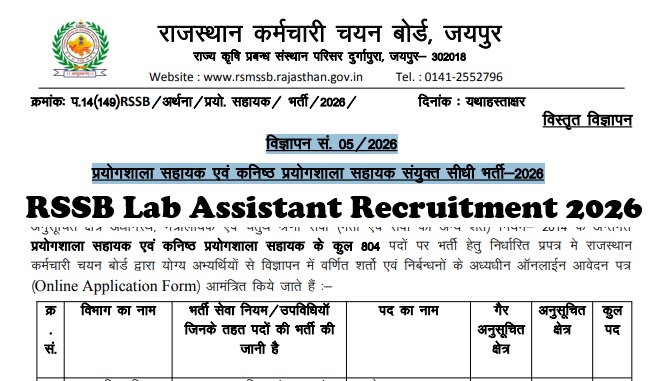 राजस्थान कर्मचारी चयन बोर्ड, जयपुर
राज्य कृषि प्रबन्ध संस्थान परिसर दुर्गापुरा, जयपुर– 302018
Website : www.rsmssb.rajasthan.gov.in Tel. : 0141-2552796
क्रमांकः प.14(149)RSSB/अर्थना/प्रयो. सहायक/ भर्ती/2026/ दिनांक : यथाहस्ताक्षर
विस्तृत विज्ञापन
विज्ञापन सं. 05/2026
प्रयोगशाला सहायक एवं कनिष्ठ प्रयोगशाला सहायक संयुक्त सीधी भर्ती–2026
RSSB Lab Assistant Recruitment 2026
प्रयोगशाला सहायक एवं कनिष्ठ प्रयोगशाला सहायक के कुल 804 पदों पर भर्ती हेतु निर्धारित प्रपत्र मे राजस्थान
कर्मचारी चयन बोर्ड द्वारा योग्य अभ्यर्थियों से विज्ञापन में वर्णित शर्तो एवं निर्बन्धनों के अध्यधीन ऑनलाईन आवेदन पत्र
(Online Application Form) आमंत्रित किये जाते हैं :–
क्र. सं. विभाग का नाम भर्ती सेवा नियम/उपविधियाँ जिनके तहत पदों की भर्ती की जानी है पद का नाम गैर अनुसूचित क्षेत्र अनुसूचित क्षेत्र कुल पद